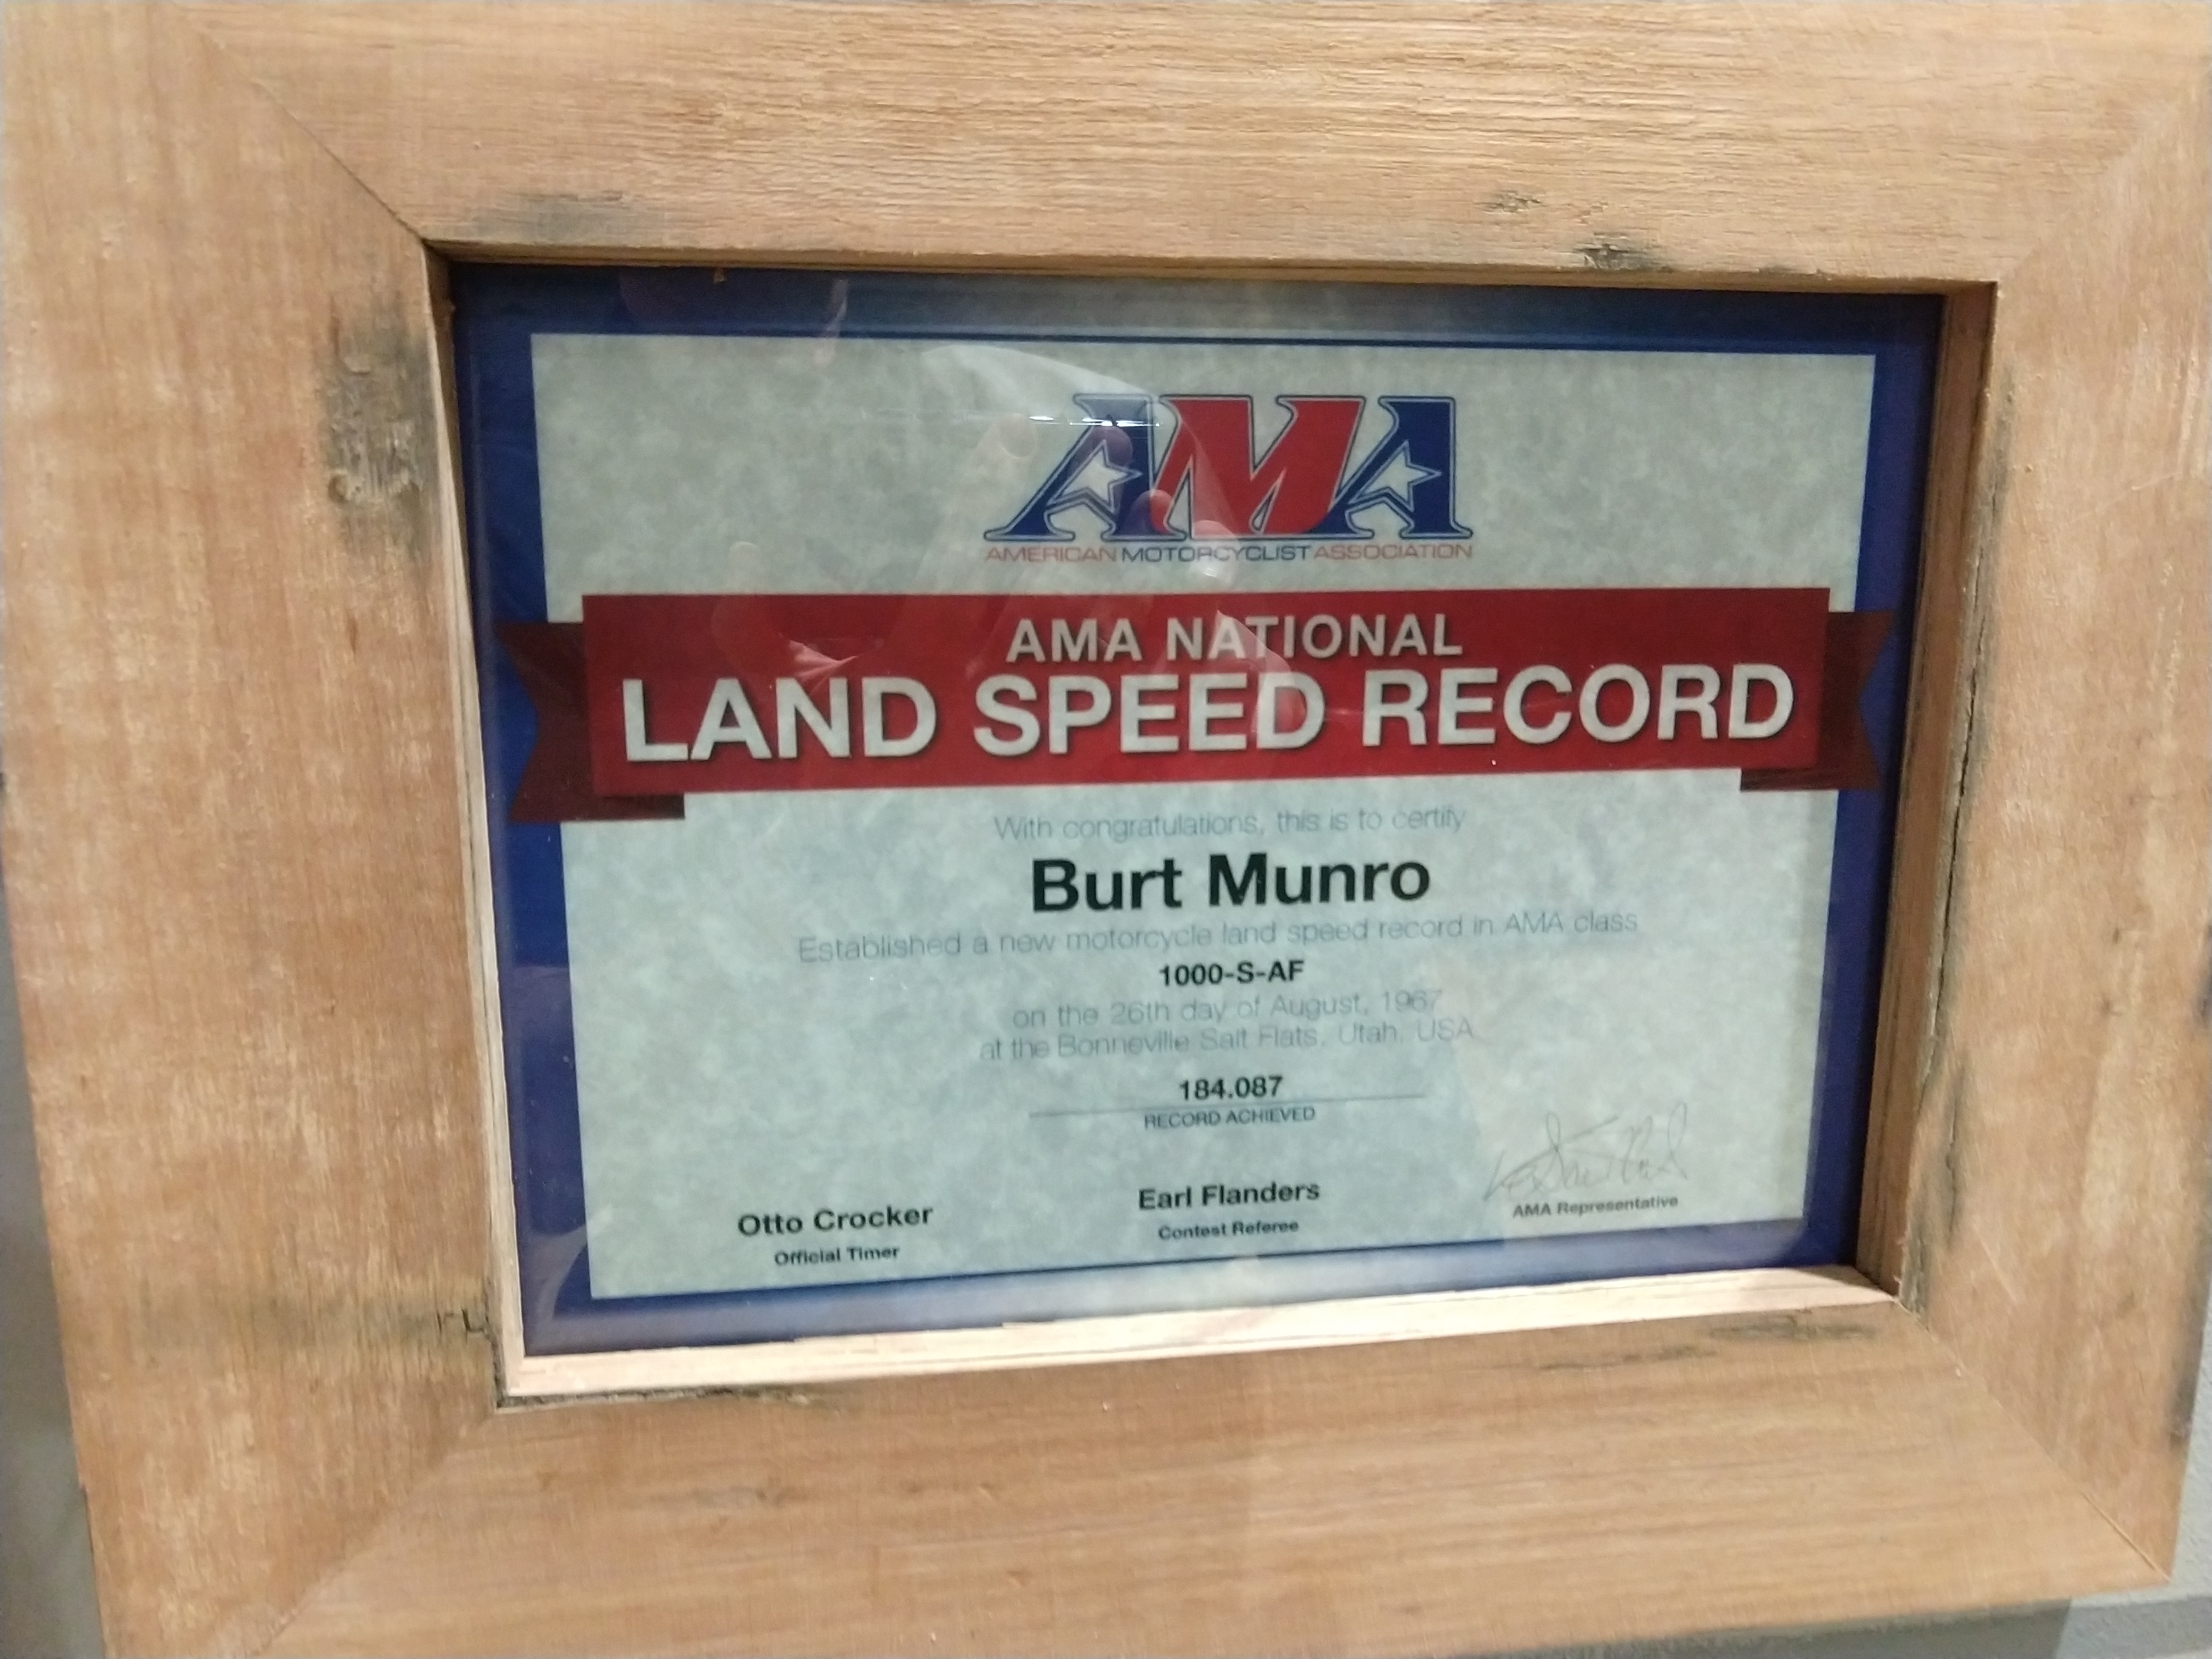 AMA
AMERICAN MOTORCYCLIST ASSOCIATION
AMA NATIONAL
LAND SPEED RECORD
With congratulations, this is to certify
Burt Munro
Established a new motorcycle land speed record in AMA class
1000-S-AF
on the 26th day of August, 1967
at the Bonneville Salt Flats, Utah, USA
184.087
RECORD ACHIEVED
Otto Crocker
Official Timer
Earl Flanders
Contest Referee
AMA Representative